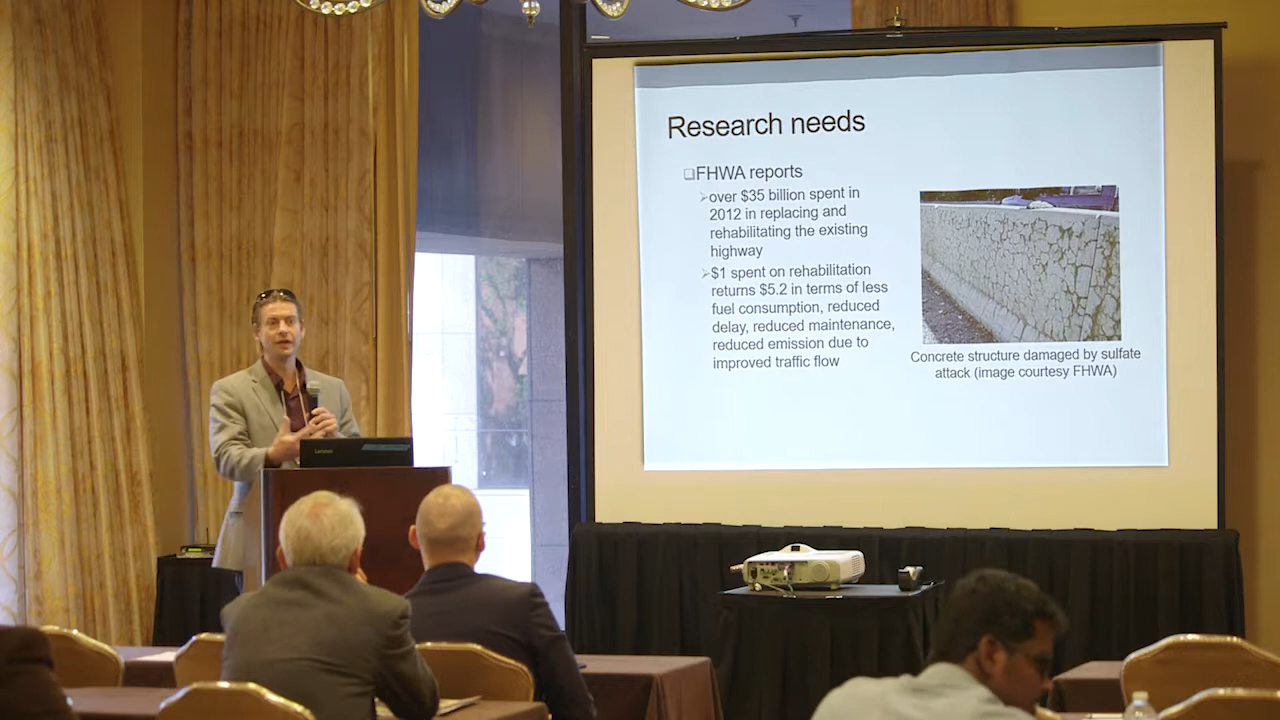 Research needs
FHWA reports
over $35 billion spent in
2012 in replacing and
rehabilitating the existing
highway
$1 spent on rehabilitation
returns $5.2 in terms of less
fuel consumption, reduced
delay, reduced maintenance,
reduced emission due to
improved traffic flow
Concrete structure damaged by sulfate
attack (image courtesy FHWA)
Lenovo